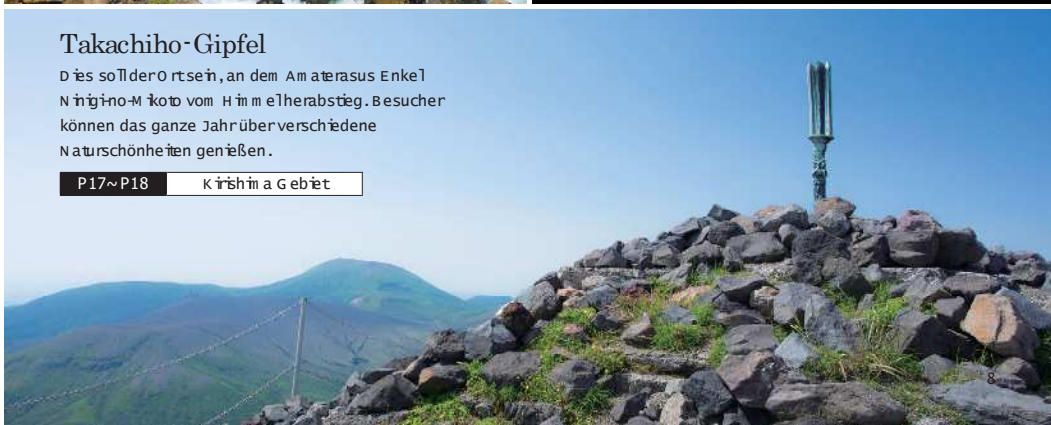 Takachiho-Gipfel
Dies soll der Ort sein, an dem Amaterasus Enkel
Ninigi-no-Mikoto vom Himmel herabstieg. Besucher
können das ganze Jahr über verschiedene
Naturschönheiten genießen.
P17~P18 Kirishima Gebiet
8